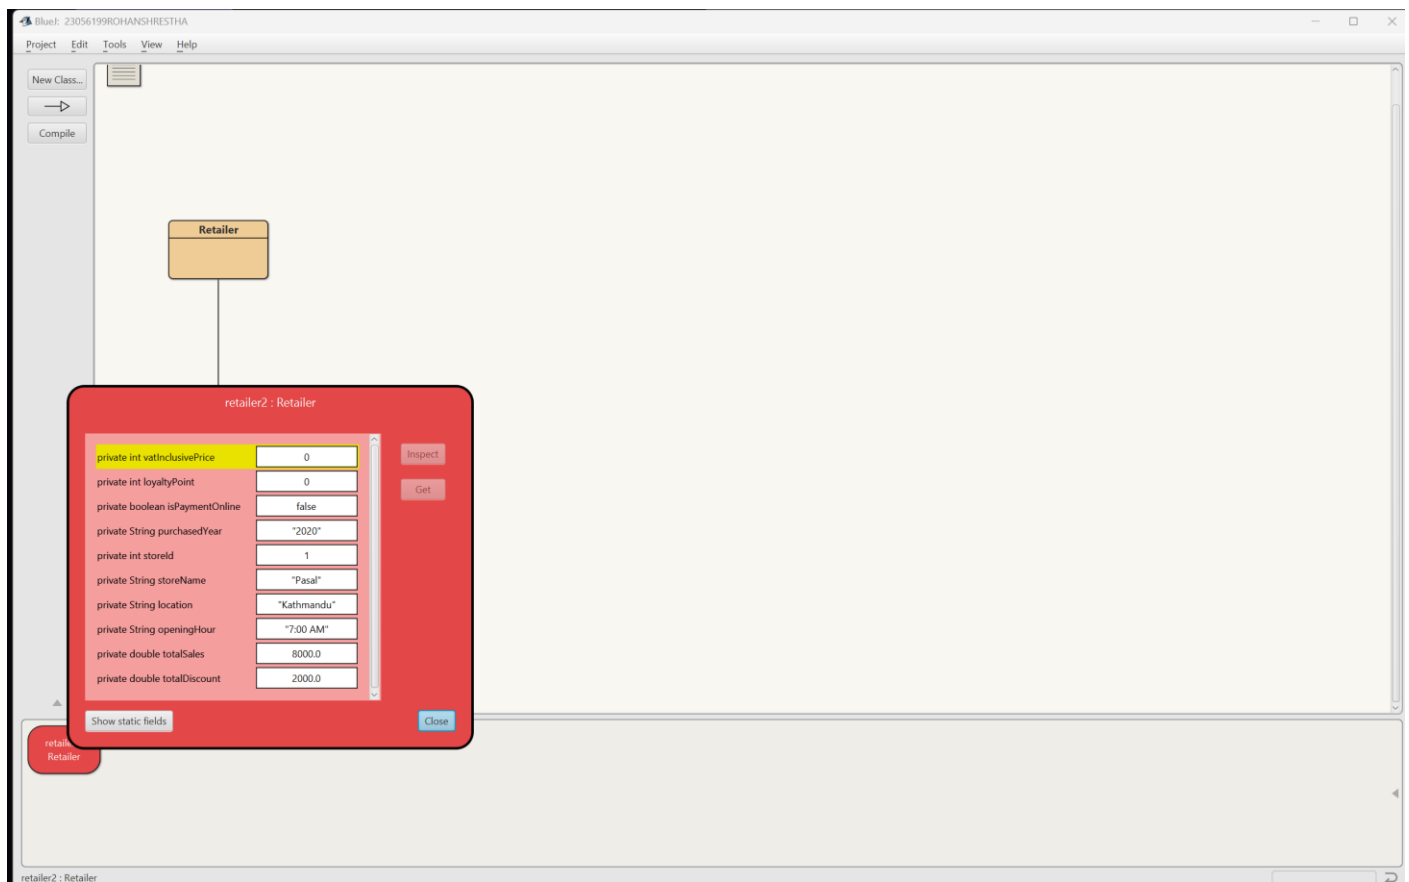 BlueJ: 23056199ROHANSHRESTHA
Project Edit Tools View Help
New Class...
Compile
Retailer
retailer2 : Retailer
private int vatInclusivePrice 0
private int loyaltyPoint 0
private boolean isPaymentOnline false
private String purchasedYear "2020"
private int storeId 1
private String storeName "Pasal"
private String location "Kathmandu"
private String openingHour "7:00 AM"
private double totalSales 8000.0
private double totalDiscount 2000.0
Inspect
Get
Show static fields
Close
Retailer
retailer2 : Retailer